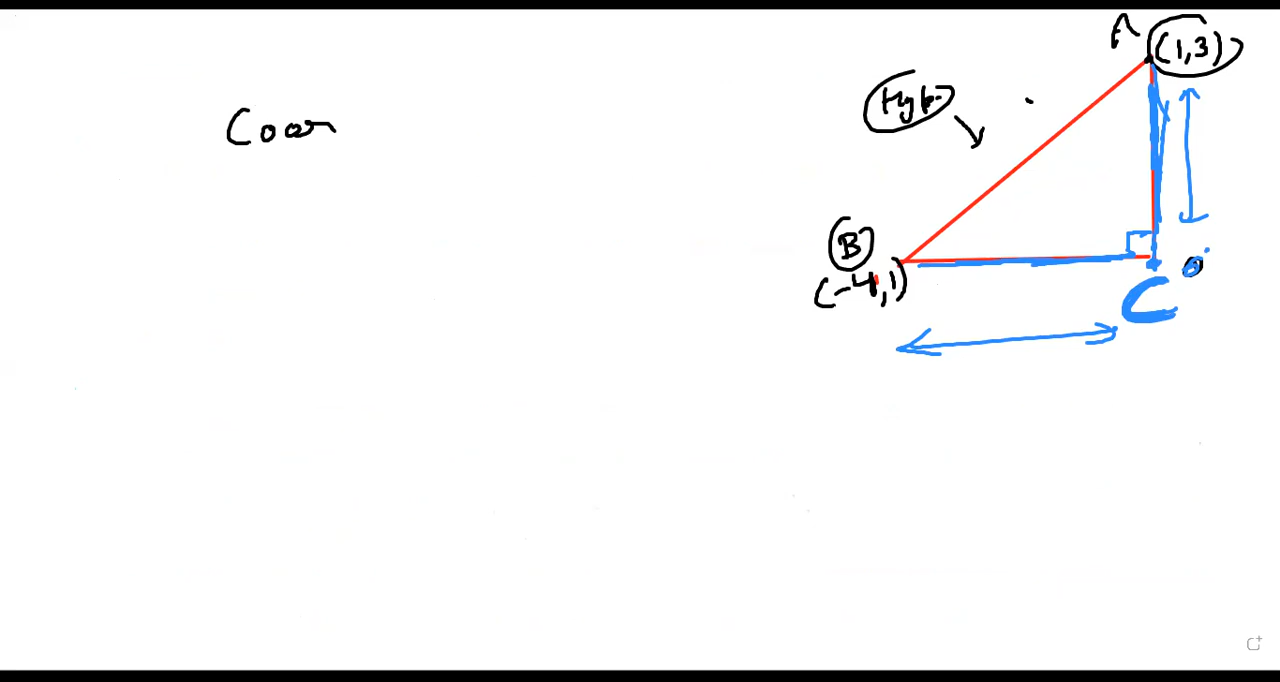 A
(1,3)
Hyp.
Coor
B
(-4,1)
C